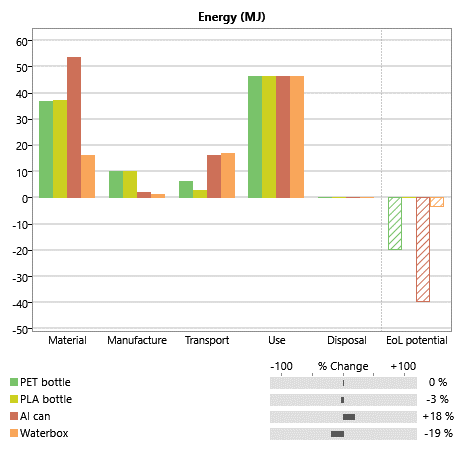 Energy (MJ)
60
50
40
30
20
10
0
-10
-20
-30
-40
-50
Material Manufacture Transport Use Disposal EoL potential
-100 % Change +100
PET bottle 0 %
PLA bottle -3 %
Al can +18 %
Waterbox -19 %